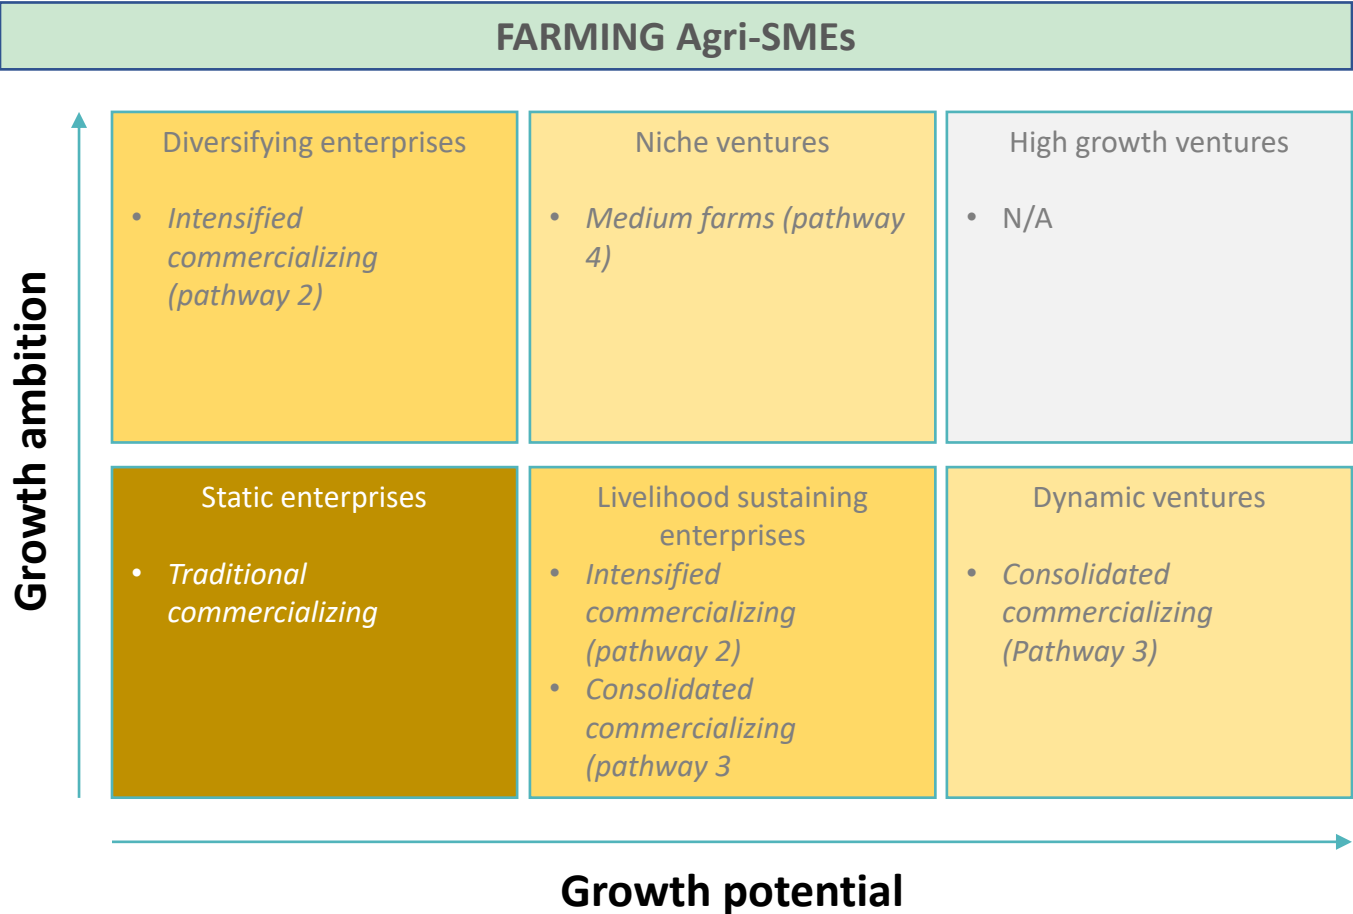 FARMING Agri-SMEs
Growth ambition
Diversifying enterprises
• Intensified
commercializing
(pathway 2)
Niche ventures
• Medium farms (pathway
4)
High growth ventures
• N/A
Static enterprises
• Traditional
commercializing
Livelihood sustaining
enterprises
• Intensified
commercializing
(pathway 2)
• Consolidated
commercializing
(pathway 3
Dynamic ventures
• Consolidated
commercializing
(Pathway 3)
Growth potential